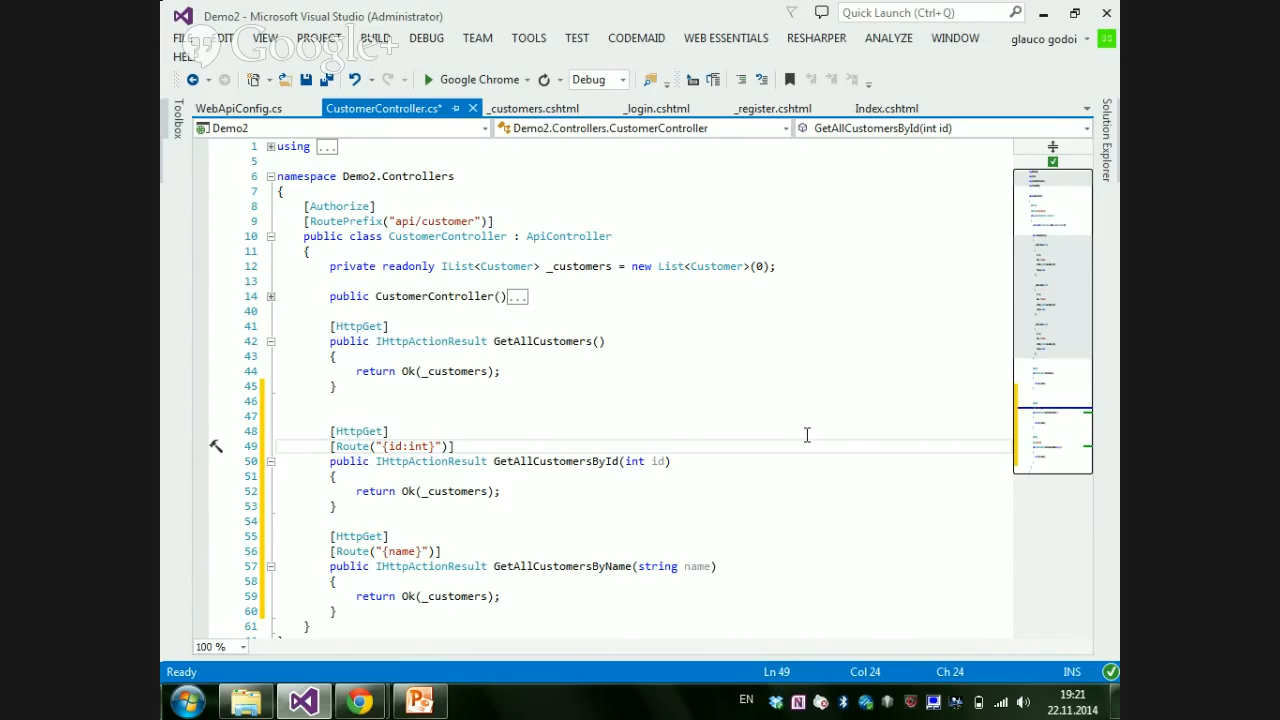 Demo2 - Microsoft Visual Studio (Administrator)
Quick Launch (Ctrl+Q)
FILE EDIT VIEW PROJECT BUILD DEBUG TEAM TOOLS TEST CODEMAID WEB ESSENTIALS RESHARPER ANALYZE WINDOW glauco godoi GG
HELP
Google+
Google Chrome Debug
Toolbox
WebApiConfig.cs CustomerController.cs* _customers.cshtml _login.cshtml _register.cshtml Index.cshtml
Solution Explorer
Demo2 Demo2.Controllers.CustomerController GetAllCustomersById(int id)
1 using ...
5
6 namespace Demo2.Controllers
7 {
8 [Authorize]
9 [RoutePrefix("api/customer")]
10 public class CustomerController : ApiController
11 {
12 private readonly IList<Customer> _customers = new List<Customer>(0);
13
14 public CustomerController()...
40
41 [HttpGet]
42 public IHttpActionResult GetAllCustomers()
43 {
44 return Ok(_customers);
45 }
46
47
48 [HttpGet]
49 [Route("{id:int}")]
50 public IHttpActionResult GetAllCustomersById(int id)
51 {
52 return Ok(_customers);
53 }
54
55 [HttpGet]
56 [Route("{name}")]
57 public IHttpActionResult GetAllCustomersByName(string name)
58 {
59 return Ok(_customers);
60 }
61 }
100 %
Ready Ln 49 Col 24 Ch 24 INS
EN 19:21
22.11.2014